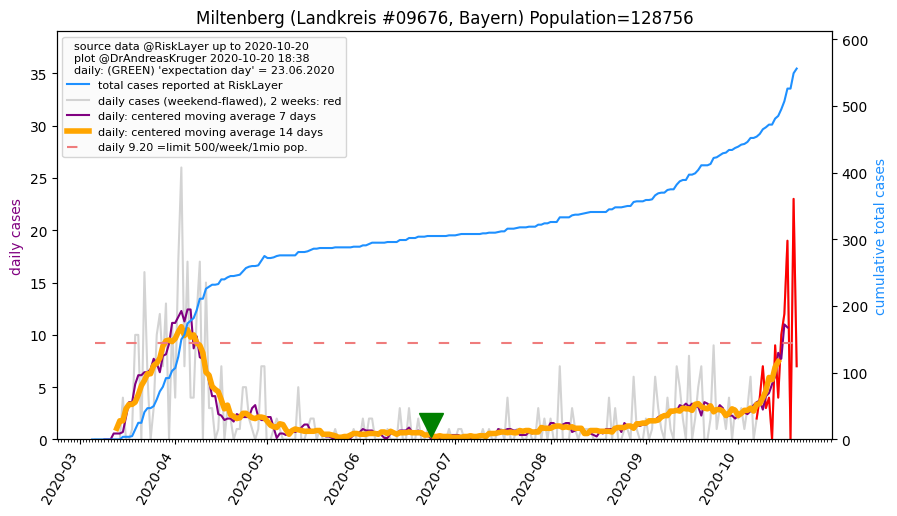 Miltenberg (Landkreis #09676, Bayern) Population=128756
source data @RiskLayer up to 2020-10-20
plot @DrAndreasKruger 2020-10-20 18:38
daily: (GREEN) 'expectation day' = 23.06.2020
total cases reported at RiskLayer
daily cases (weekend-flawed), 2 weeks: red
daily: centered moving average 7 days
daily: centered moving average 14 days
daily 9.20 =limit 500/week/1mio pop.
daily cases
35
30
25
20
15
10
5
0
600
500
400
300
200
100
0
cumulative total cases
2020-03
2020-04
2020-05
2020-06
2020-07
2020-08
2020-09
2020-10